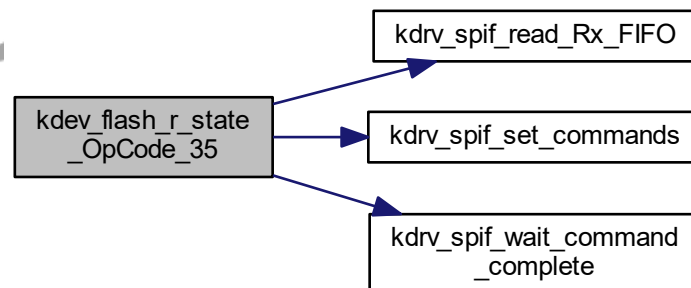 kdrv_spif_read_Rx_FIFO
kdev_flash_r_state
_OpCode_35
kdrv_spif_set_commands
kdrv_spif_wait_command
_complete